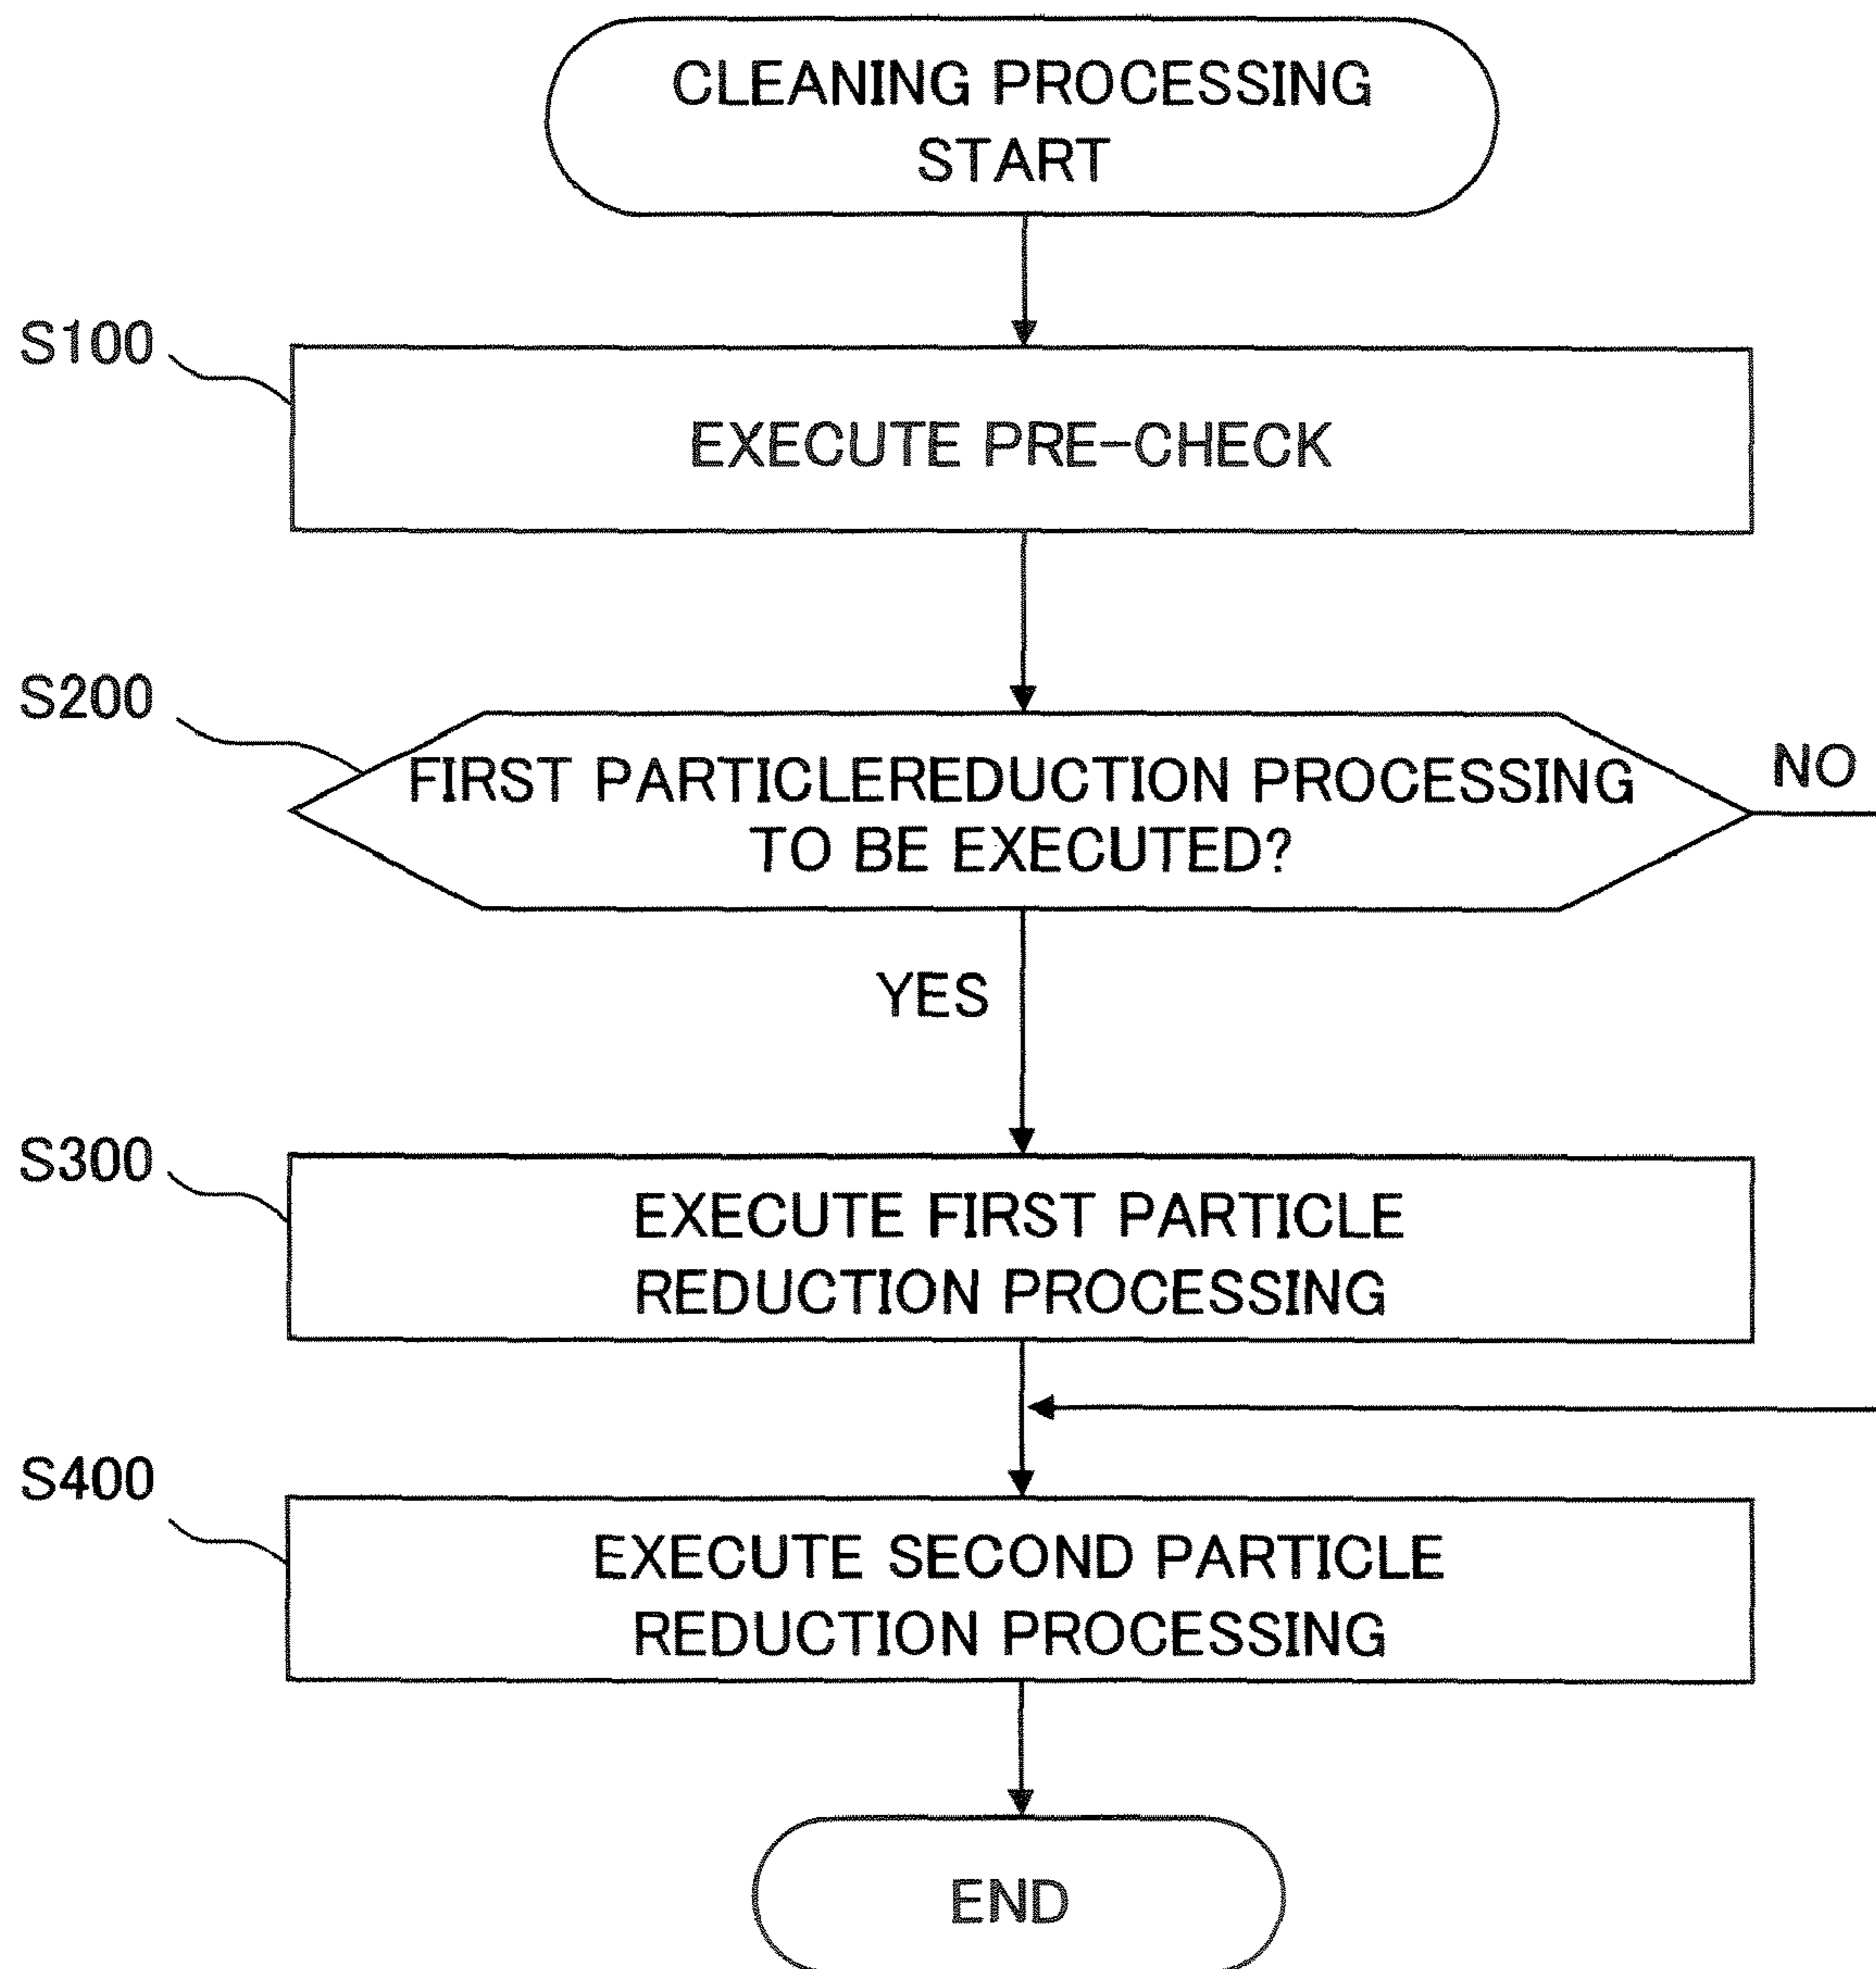 CLEANING PROCESSING
START
S100
EXECUTE PRE-CHECK
S200
FIRST PARTICLEREDUCTION PROCESSING
TO BE EXECUTED?
NO
YES
S300
EXECUTE FIRST PARTICLE
REDUCTION PROCESSING
S400
EXECUTE SECOND PARTICLE
REDUCTION PROCESSING
END